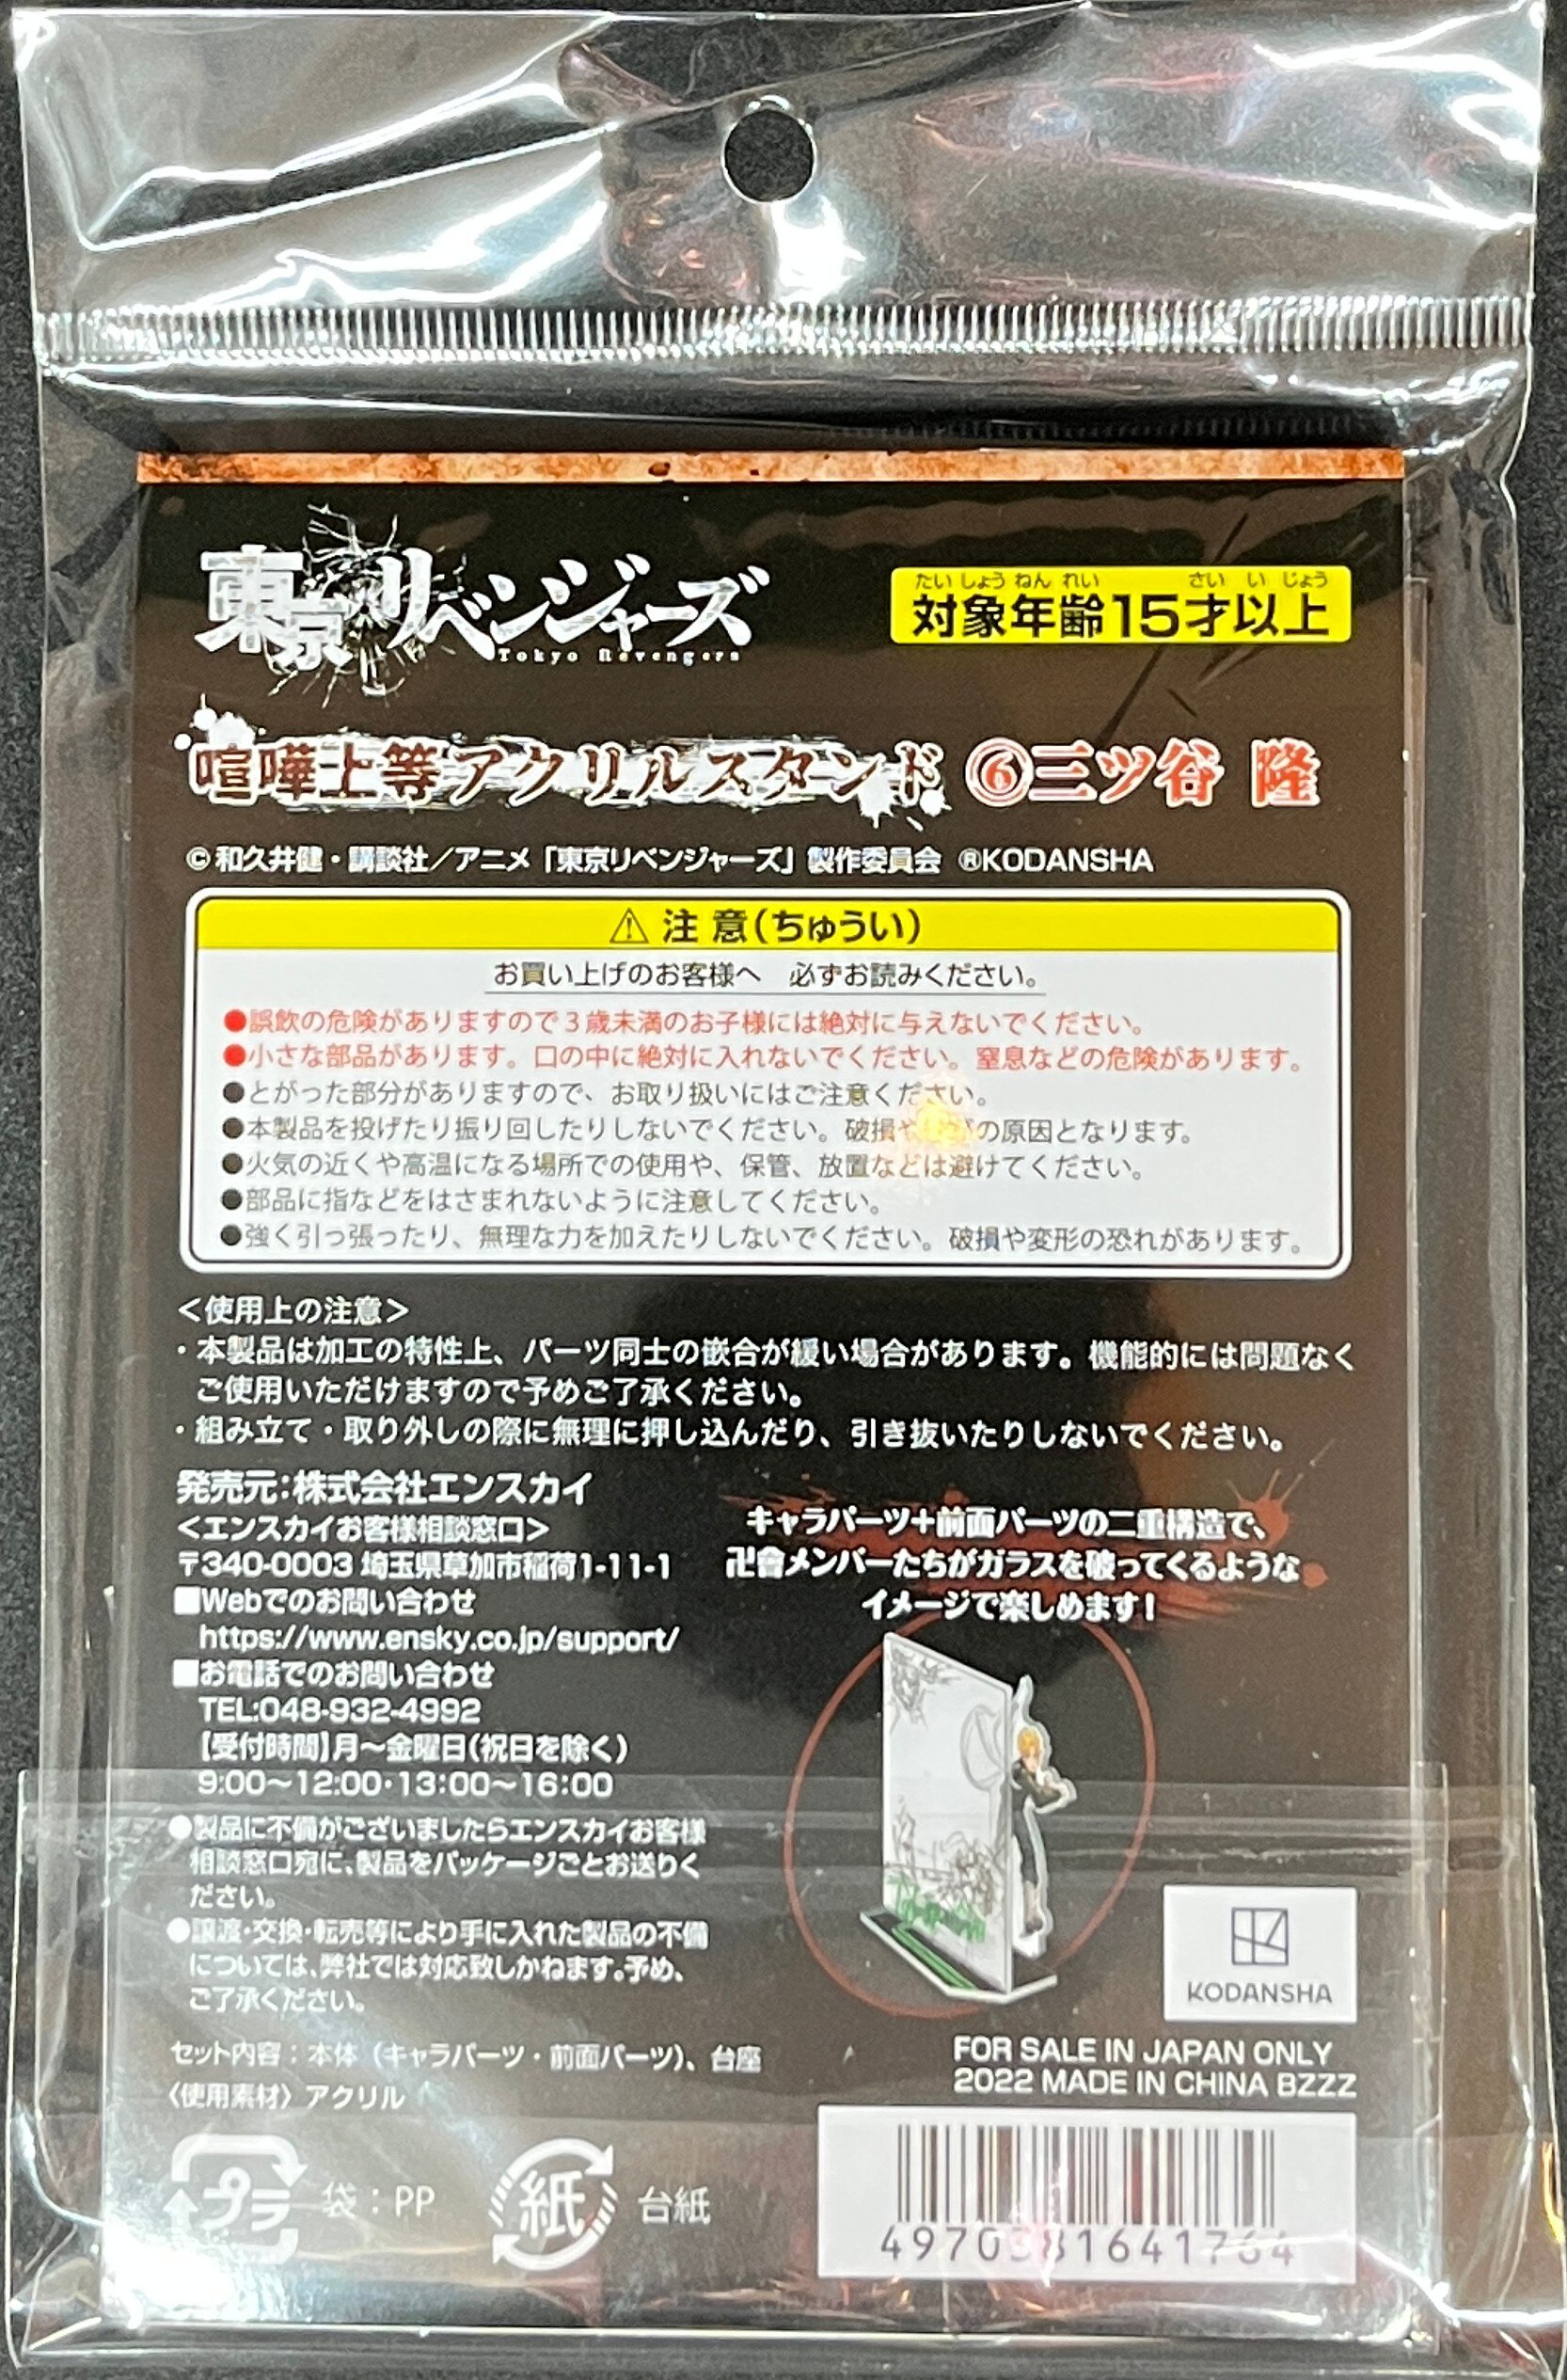 東京リベンジャーズ
Tokyo Revengers
たいしょうねんれい さいいじょう
対象年齢15才以上
喧嘩上等アクリルスタンド ⑥三ツ谷 隆
©和久井健・講談社／アニメ「東京リベンジャーズ」製作委員会 ®KODANSHA
⚠ 注 意（ちゅうい）
お買い上げのお客様へ 必ずお読みください。
●誤飲の危険がありますので３歳未満のお子様には絶対に与えないでください。
●小さな部品があります。口の中に絶対に入れないでください。窒息などの危険があります。
●とがった部分がありますので、お取り扱いにはご注意ください。
●本製品を投げたり振り回したりしないでください。破損や の原因となります。
●火気の近くや高温になる場所での使用や、保管、放置などは避けてください。
●部品に指などをはさまれないように注意してください。
●強く引っ張ったり、無理な力を加えたりしないでください。破損や変形の恐れがあります。
＜使用上の注意＞
・本製品は加工の特性上、パーツ同士の嵌合が緩い場合があります。機能的には問題なく
ご使用いただけますので予めご了承ください。
・組み立て・取り外しの際に無理に押し込んだり、引き抜いたりしないでください。
発売元：株式会社エンスカイ
＜エンスカイお客様相談窓口＞
〒340-0003 埼玉県草加市稲荷1-11-1
■Webでのお問い合わせ
https://www.ensky.co.jp/support/
■お電話でのお問い合わせ
TEL:048-932-4992
【受付時間】月〜金曜日（祝日を除く）
9:00〜12:00・13:00〜16:00
●製品に不備がございましたらエンスカイお客様
相談窓口宛に、製品をパッケージごとお送りく
ださい。
●譲渡・交換・転売等により手に入れた製品の不備
については、弊社では対応致しかねます。予め、
ご了承ください。
キャラパーツ＋前面パーツの二重構造で、
卍會メンバーたちがガラスを破ってくるような
イメージで楽しめます！
KODANSHA
セット内容：本体（キャラパーツ・前面パーツ）、台座
〈使用素材〉アクリル
FOR SALE IN JAPAN ONLY
2022 MADE IN CHINA BZZZ
プラ 袋：PP 紙 台紙
4970381641764